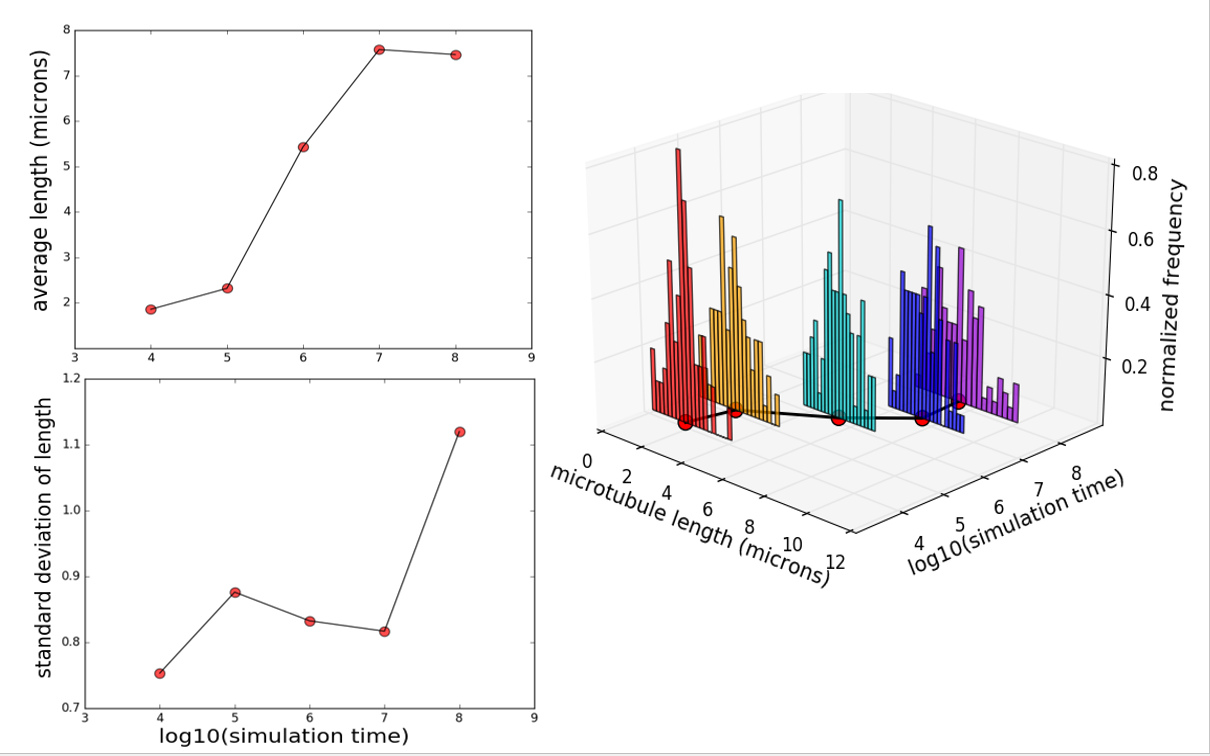 8
7
6
5
4
3
2
average length (microns)
3 4 5 6 7 8 9
1.2
1.1
1.0
0.9
0.8
0.7
standard deviation of length
3 4 5 6 7 8 9
log10(simulation time)
0.8
0.6
0.4
0.2
normalized frequency
0 2 4 6 8 10 12
microtubule length (microns)
4 5 6 7 8
log10(simulation time)